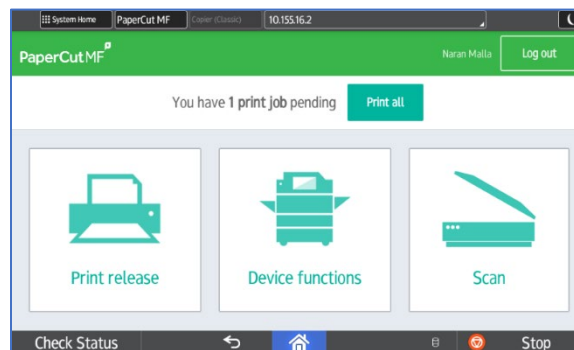 System Home PaperCut MF Copier (Classic) 10.155.16.2
PaperCut MF Naran Malla Log out
You have 1 print job pending Print all
Print release Device functions Scan
Check Status Stop